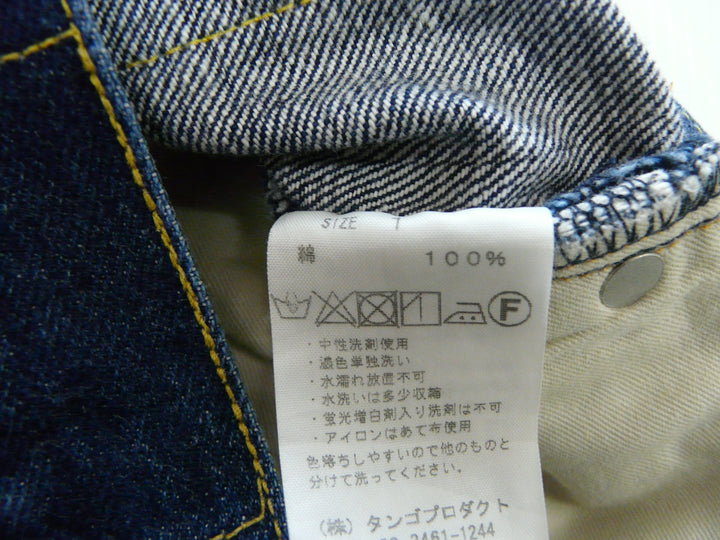 SIZE 1
綿 100%
F
・中性洗剤使用
・濃色単独洗い
・水濡れ放置不可
・水洗いは多少収縮
・蛍光増白剤入り洗剤は不可
・アイロンはあて布使用
色落ちしやすいので他のものと
分けて洗ってください。
(株) タンゴプロダクト
3461-1244